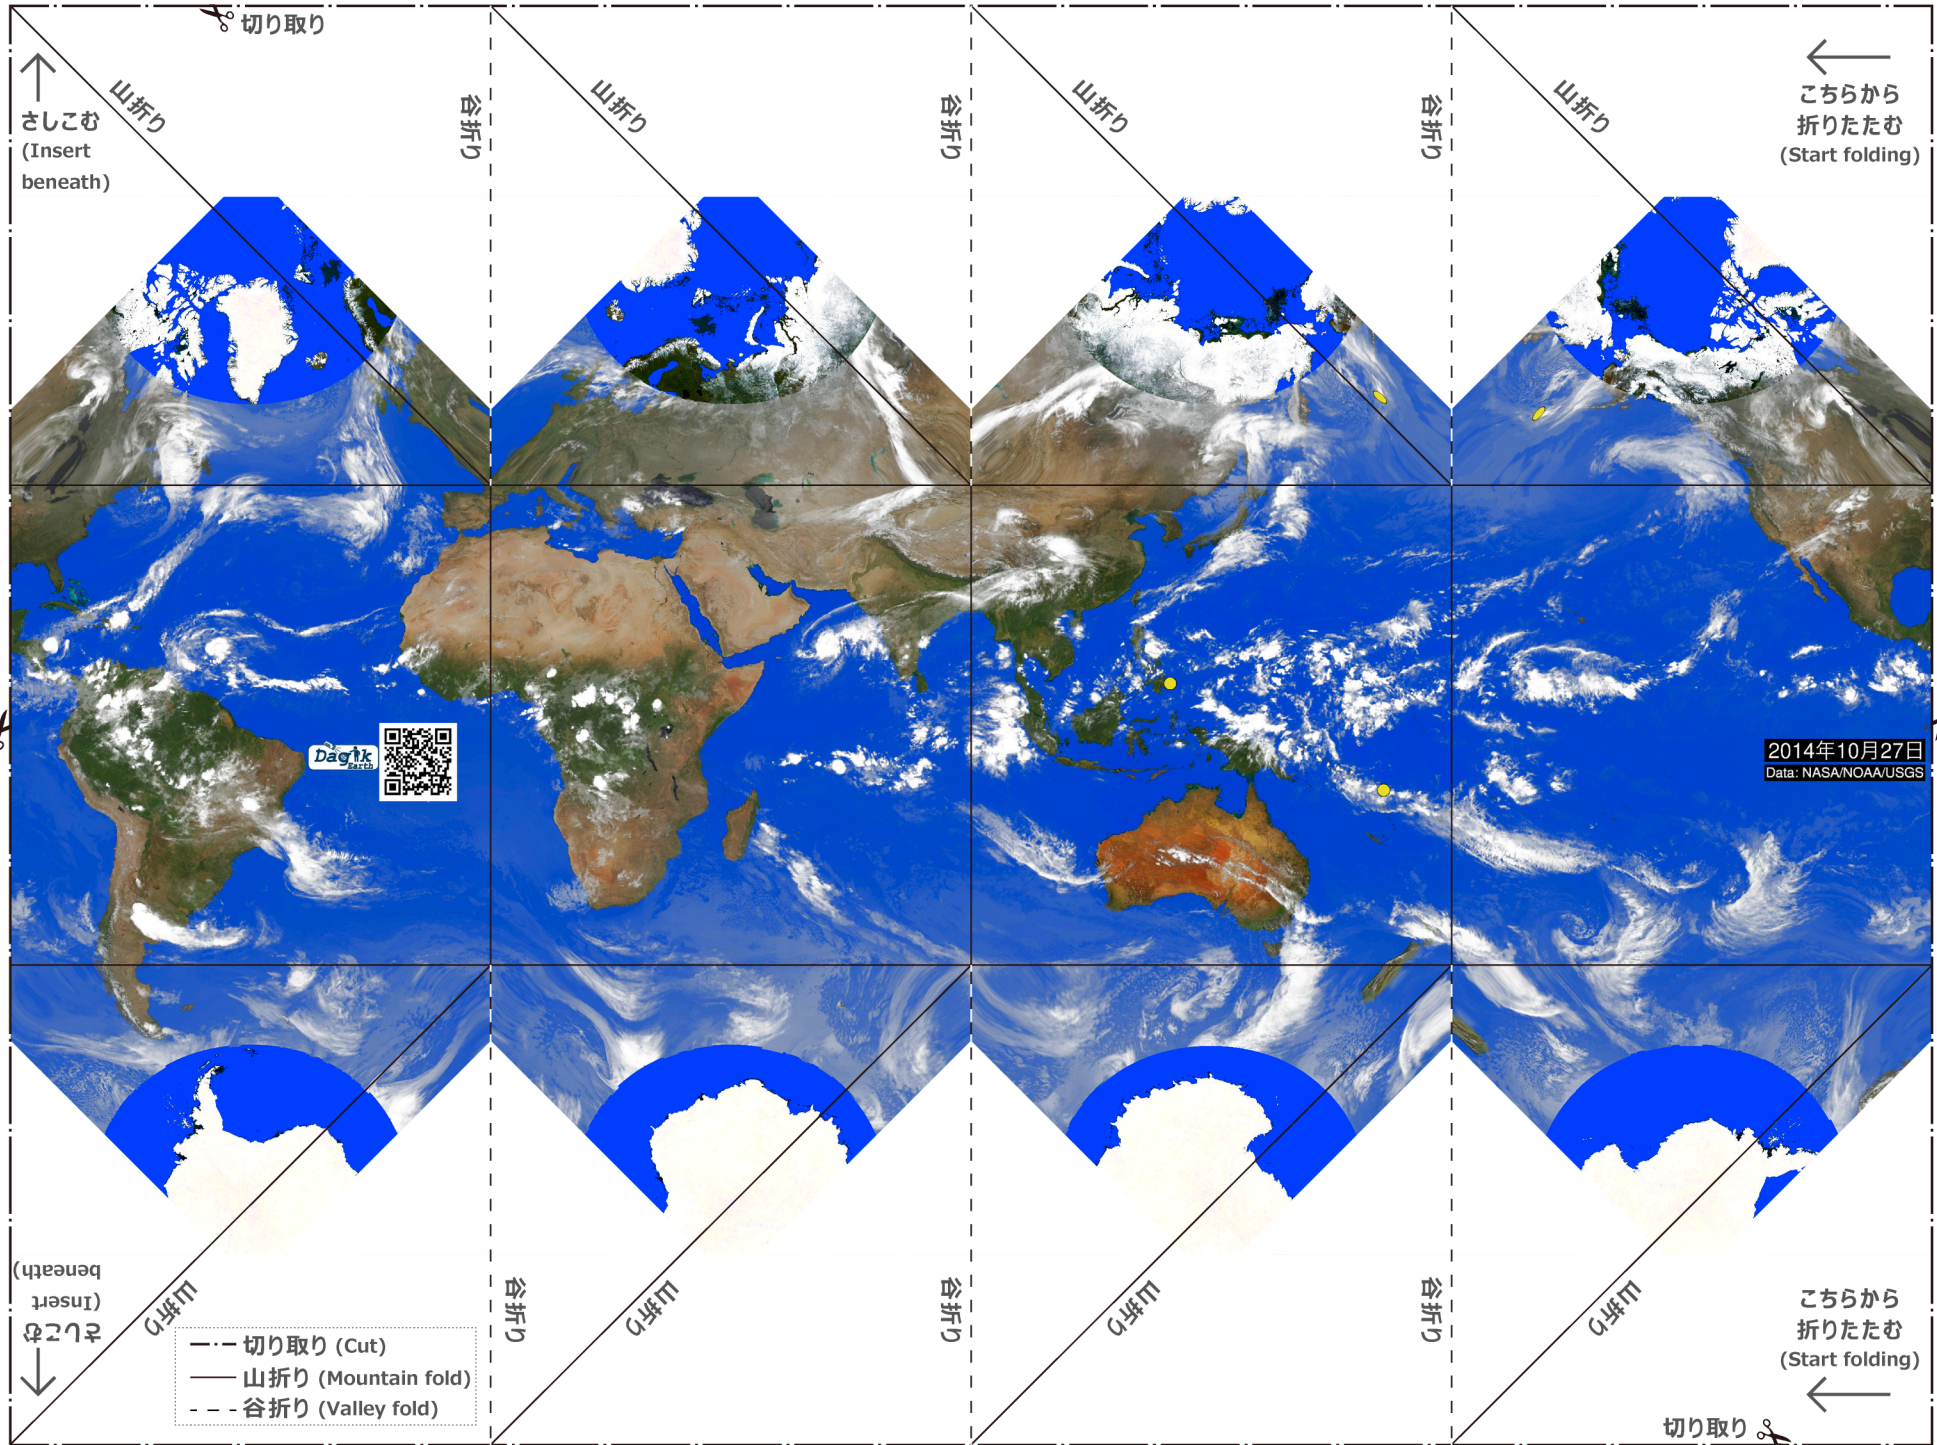 切り取り
さしこむ
(Insert
beneath)
山折り
谷折り
山折り
谷折り
山折り
谷折り
山折り
こちらから
折りたたむ
(Start folding)
Dagik
Earth
2014年10月27日
Data: NASA/NOAA/USGS
さしこむ
(Insert
beneath)
山折り
谷折り
山折り
谷折り
山折り
谷折り
山折り
こちらから
折りたたむ
(Start folding)
切り取り (Cut)
山折り (Mountain fold)
谷折り (Valley fold)
切り取り